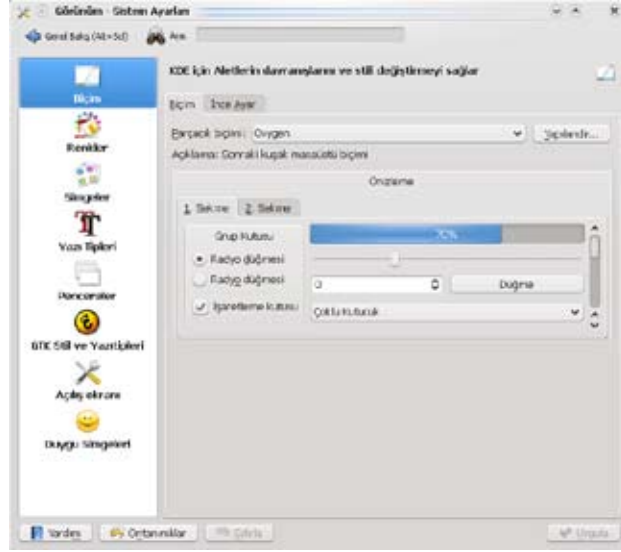 Görünüm - Sistem Ayarları
Genel Bakış (Alt+Sol)
Ara:
KDE için Aletlerin davranışlarını ve stili değiştirmeyi sağlar
Biçim
Renkler
Simgeler
Yazı Tipleri
Pencereler
GTK Stil ve Yazıtipleri
Açılış ekranı
Duygu Simgeleri
Biçim
İnce Ayar
Parçacık biçimi: Oxygen
Yapılandır...
Açıklama: Sonraki kuşak masaüstü biçimi
Önizleme
1. Sekme
2. Sekme
Grup Kutusu
70%
Radyo düğmesi
Radyo düğmesi
0
Düğme
İşaretleme kutusu
Çoklu kutucuk
Yardım
Öntanımlılar
Sıfırla
Uygula